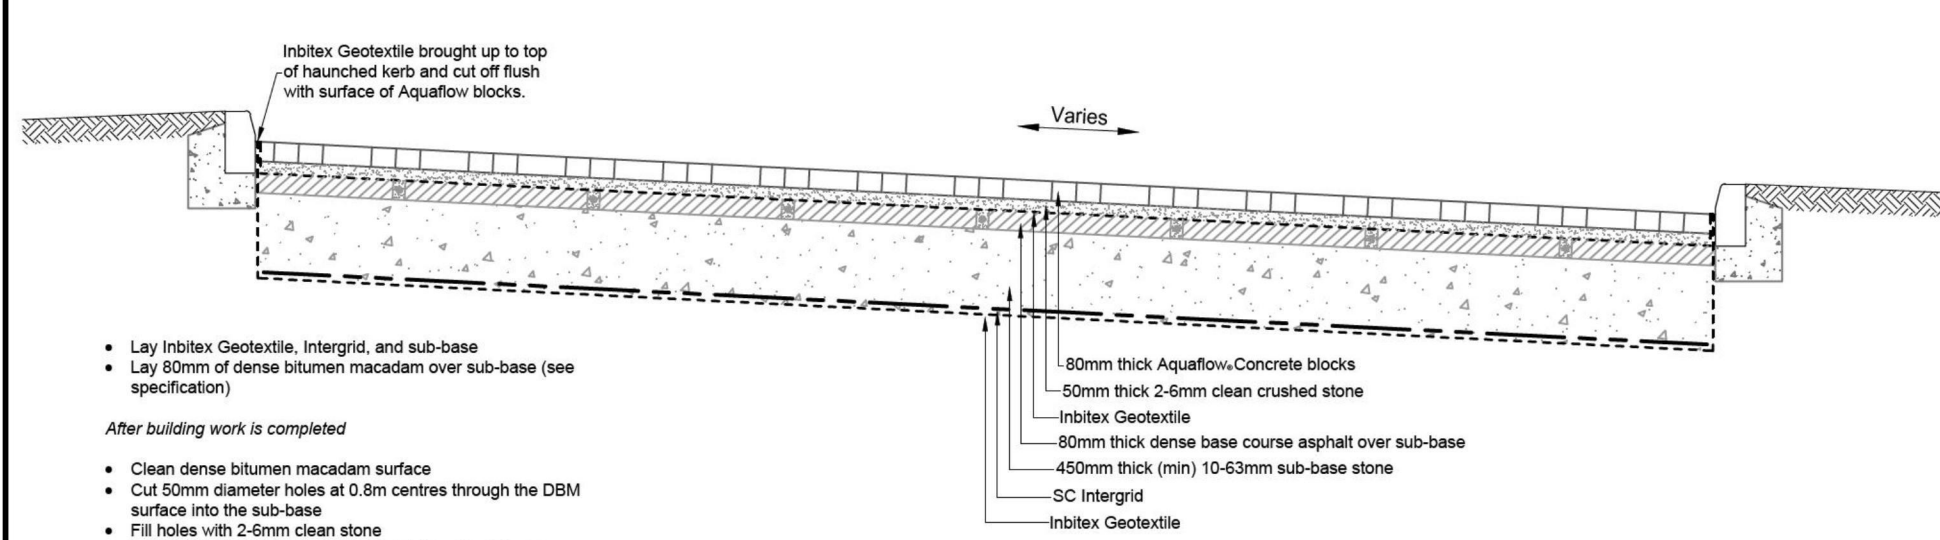 Inbitex Geotextile brought up to top
of haunched kerb and cut off flush
with surface of Aquaflow blocks.
Varies
• Lay Inbitex Geotextile, Intergrid, and sub-base
• Lay 80mm of dense bitumen macadam over sub-base (see
specification)
After building work is completed
• Clean dense bitumen macadam surface
• Cut 50mm diameter holes at 0.8m centres through the DBM
surface into the sub-base
• Fill holes with 2-6mm clean stone
80mm thick Aquaflow® Concrete blocks
50mm thick 2-6mm clean crushed stone
Inbitex Geotextile
80mm thick dense base course asphalt over sub-base
450mm thick (min) 10-63mm sub-base stone
SC Intergrid
Inbitex Geotextile